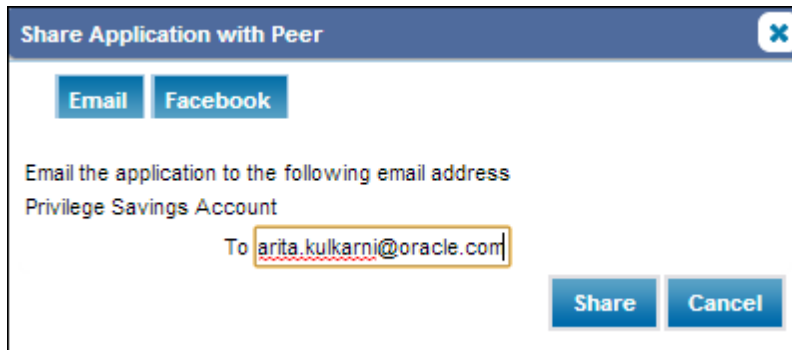 Share Application with Peer
Email Facebook
Email the application to the following email address
Privilege Savings Account
To arita.kulkarni@oracle.com
Share Cancel